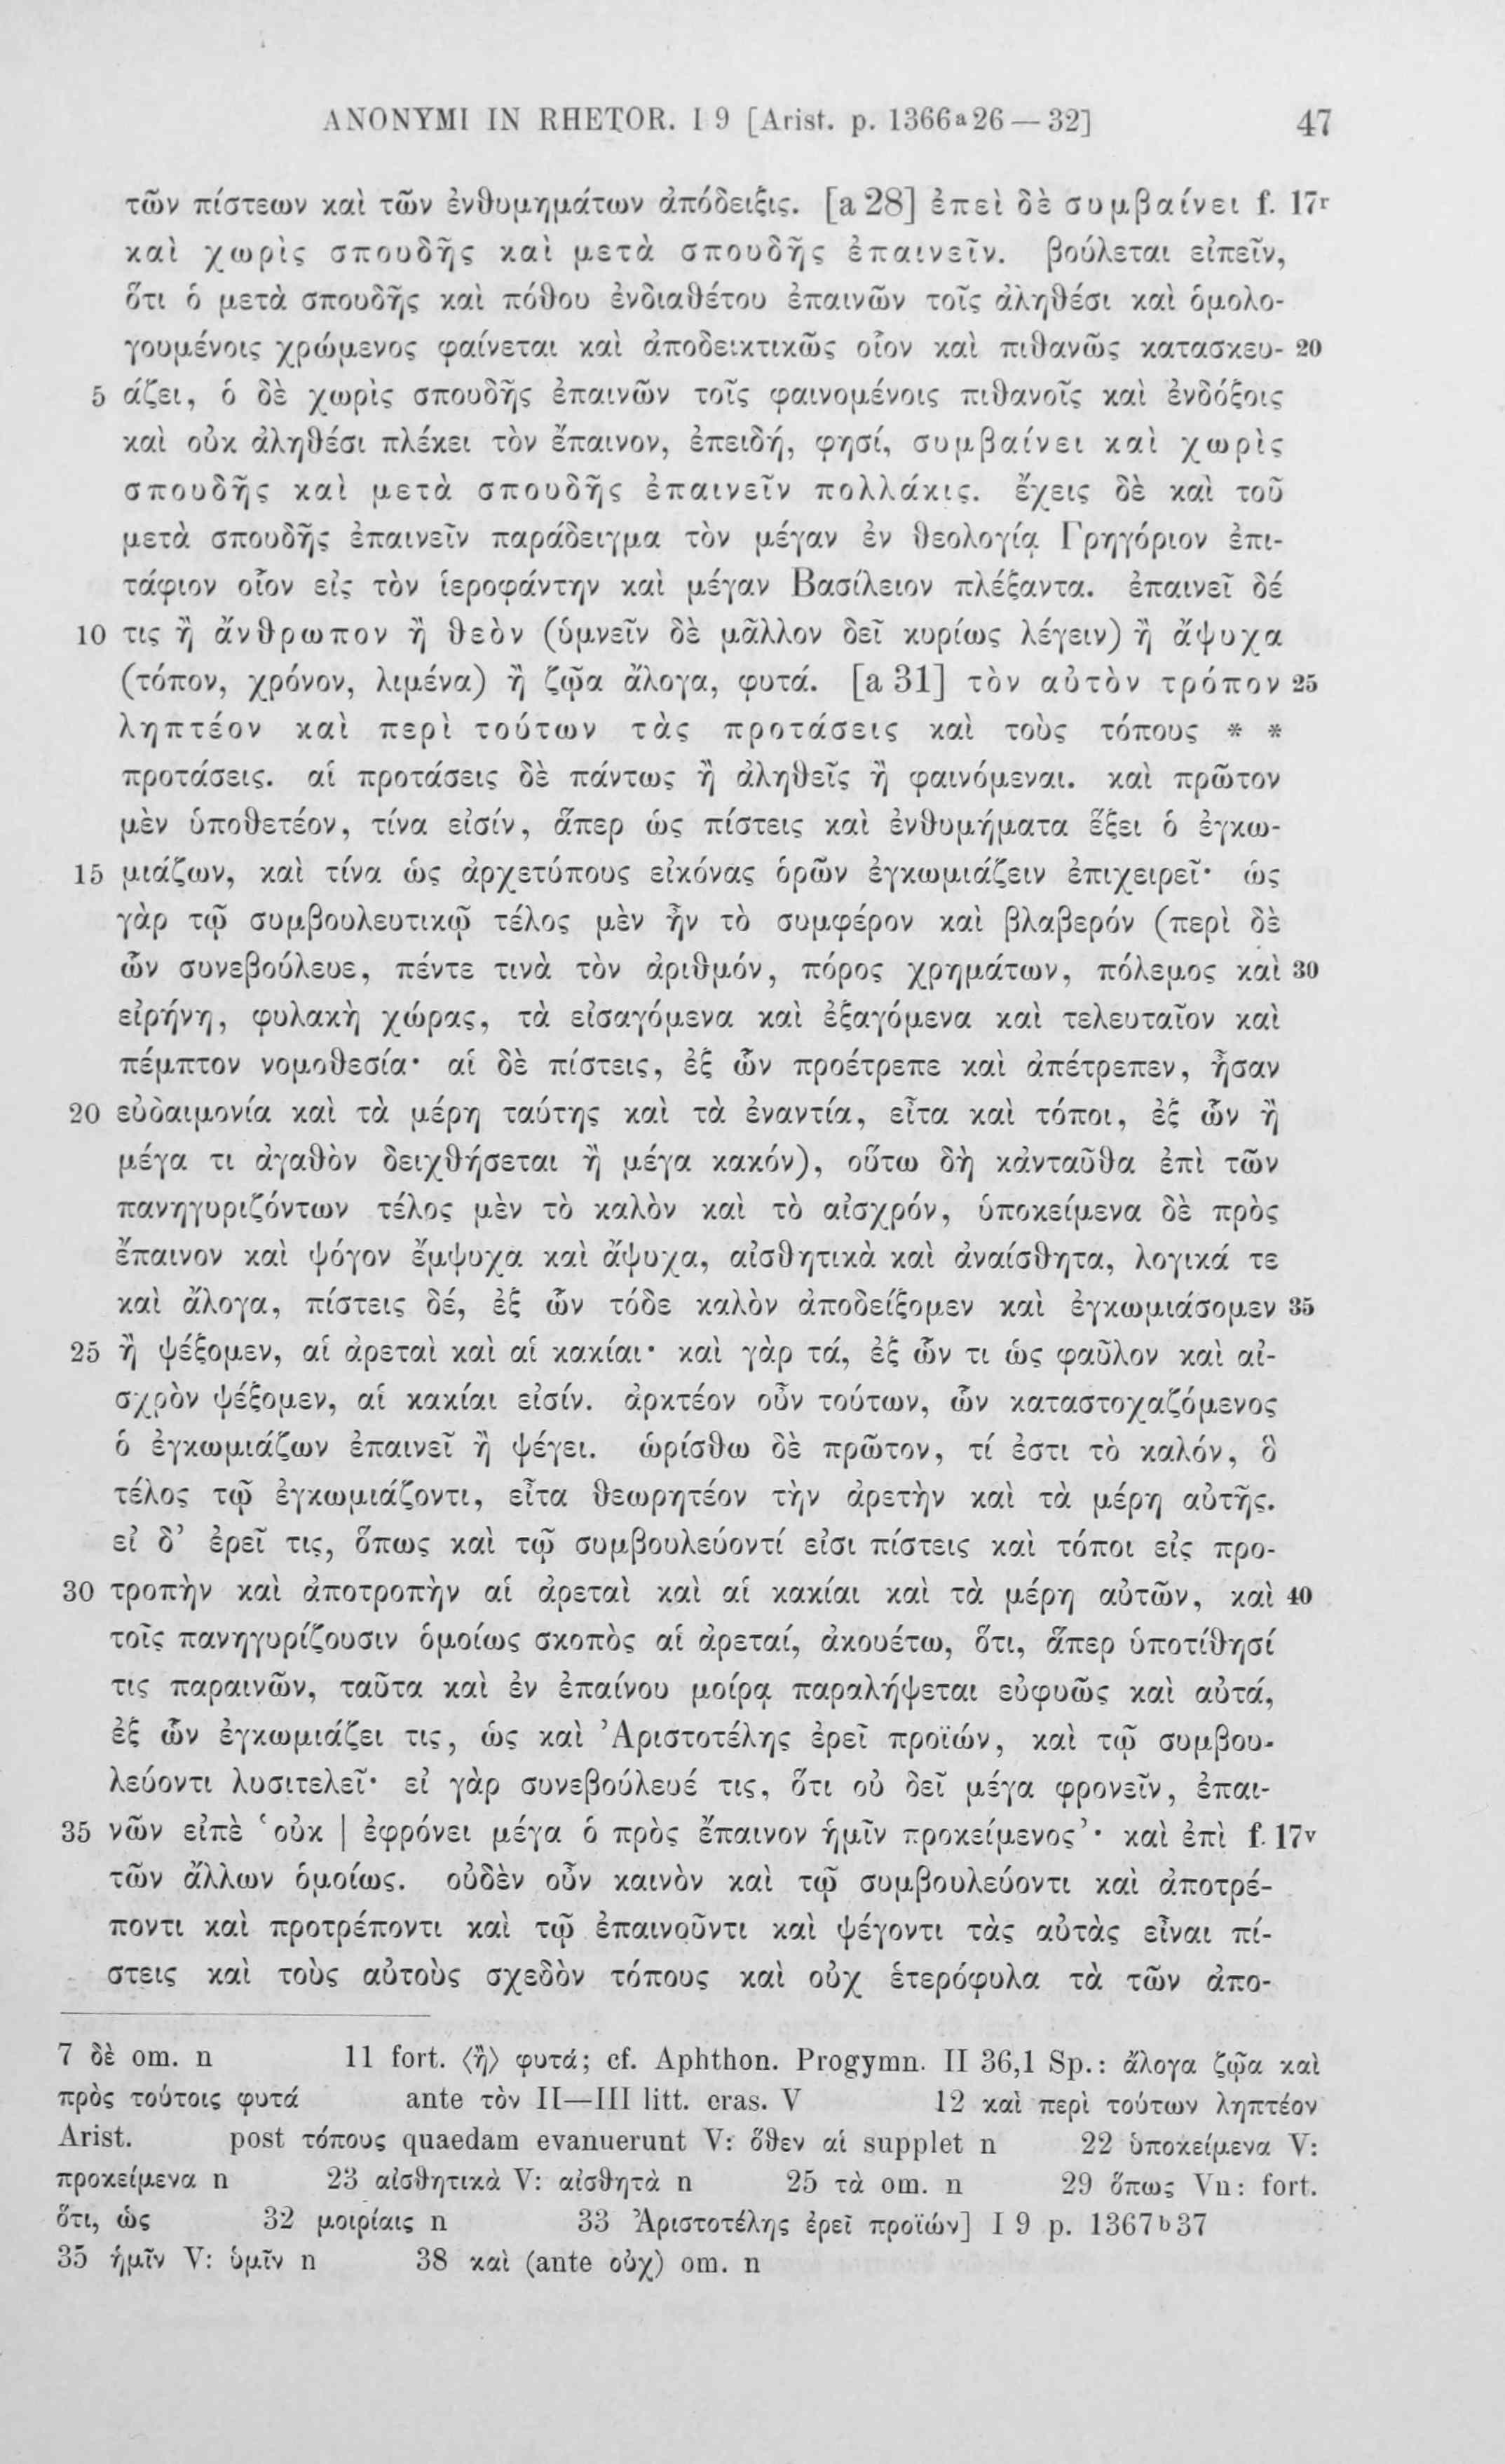 ANONYMI IN RHETOR. I 9 [Arist. p. 1366a26 — 32] 47
τῶν πίστεων καὶ τῶν ἐνθυμημάτων ἀπόδειξις. [a 28] ἐπεὶ δὲ συμβαίνει f. 17r
καὶ χωρὶς σπουδῆς καὶ μετὰ σπουδῆς ἐπαινεῖν. βούλεται εἰπεῖν,
ὅτι ὁ μετὰ σπουδῆς καὶ πόθου ἐνδιαθέτου ἐπαινῶν τοῖς ἀληθέσι καὶ ὁμολο-
γουμένοις χρώμενος φαίνεται καὶ ἀποδεικτικῶς οἷον καὶ πιθανῶς κατασκευ- 20
5 άζει, ὁ δὲ χωρὶς σπουδῆς ἐπαινῶν τοῖς φαινομένοις πιθανοῖς καὶ ἐνδόξοις
καὶ οὐκ ἀληθέσι πλέκει τὸν ἔπαινον, ἐπειδή, φησί, συμβαίνει καὶ χωρὶς
σπουδῆς καὶ μετὰ σπουδῆς ἐπαινεῖν πολλάκις. ἔχεις δὲ καὶ τοῦ
μετὰ σπουδῆς ἐπαινεῖν παράδειγμα τὸν μέγαν ἐν θεολογίᾳ Γρηγόριον ἐπι-
τάφιον οἷον εἰς τὸν ἱεροφάντην καὶ μέγαν Βασίλειον πλέξαντα. ἐπαινεῖ δέ
10 τις ἢ ἄνθρωπον ἢ θεὸν (ὑμνεῖν δὲ μᾶλλον δεῖ κυρίως λέγειν) ἢ ἄψυχα
(τόπον, χρόνον, λιμένα) ἢ ζῷα ἄλογα, φυτά. [a 31] τὸν αὐτὸν τρόπον 25
ληπτέον καὶ περὶ τούτων τὰς προτάσεις καὶ τοὺς τόπους * *
προτάσεις. αἱ προτάσεις δὲ πάντως ἢ ἀληθεῖς ἢ φαινόμεναι. καὶ πρῶτον
μὲν ὑποθετέον, τίνα εἰσίν, ἅπερ ὡς πίστεις καὶ ἐνθυμήματα ἕξει ὁ ἐγκω-
15 μιάζων, καὶ τίνα ὡς ἀρχετύπους εἰκόνας ὁρῶν ἐγκωμιάζειν ἐπιχειρεῖ· ὡς
γὰρ τῷ συμβουλευτικῷ τέλος μὲν ἦν τὸ συμφέρον καὶ βλαβερόν (περὶ δὲ
ὧν συνεβούλευε, πέντε τινὰ τὸν ἀριθμόν, πόρος χρημάτων, πόλεμος καὶ 30
εἰρήνη, φυλακὴ χώρας, τὰ εἰσαγόμενα καὶ ἐξαγόμενα καὶ τελευταῖον καὶ
πέμπτον νομοθεσία· αἱ δὲ πίστεις, ἐξ ὧν προέτρεπε καὶ ἀπέτρεπεν, ἦσαν
20 εὐδαιμονία καὶ τὰ μέρη ταύτης καὶ τὰ ἐναντία, εἶτα καὶ τόποι, ἐξ ὧν ἢ
μέγα τι ἀγαθὸν δειχθήσεται ἢ μέγα κακόν), οὕτω δὴ κἀνταῦθα ἐπὶ τῶν
πανηγυριζόντων τέλος μὲν τὸ καλὸν καὶ τὸ αἰσχρόν, ὑποκείμενα δὲ πρὸς
ἔπαινον καὶ ψόγον ἔμψυχα καὶ ἄψυχα, αἰσθητικὰ καὶ ἀναίσθητα, λογικά τε
καὶ ἄλογα, πίστεις δέ, ἐξ ὧν τόδε καλὸν ἀποδείξομεν καὶ ἐγκωμιάσομεν 35
25 ἢ ψέξομεν, αἱ ἀρεταὶ καὶ αἱ κακίαι· καὶ γὰρ τά, ἐξ ὧν τι ὡς φαῦλον καὶ αἰ-
σχρὸν ψέξομεν, αἱ κακίαι εἰσίν. ἀρκτέον οὖν τούτων, ὧν καταστοχαζόμενος
ὁ ἐγκωμιάζων ἐπαινεῖ ἢ ψέγει. ὡρίσθω δὲ πρῶτον, τί ἐστι τὸ καλόν, ὃ
τέλος τῷ ἐγκωμιάζοντι, εἶτα θεωρητέον τὴν ἀρετὴν καὶ τὰ μέρη αὐτῆς.
εἰ δ’ ἐρεῖ τις, ὅπως καὶ τῷ συμβουλεύοντί εἰσι πίστεις καὶ τόποι εἰς προ-
30 τροπὴν καὶ ἀποτροπὴν αἱ ἀρεταὶ καὶ αἱ κακίαι καὶ τὰ μέρη αὐτῶν, καὶ 40
τοῖς πανηγυρίζουσιν ὁμοίως σκοπὸς αἱ ἀρεταί, ἀκουέτω, ὅτι, ἅπερ ὑποτίθησί
τις παραινῶν, ταῦτα καὶ ἐν ἐπαίνου μοίρᾳ παραλήψεται εὐφυῶς καὶ αὐτά,
ἐξ ὧν ἐγκωμιάζει τις, ὡς καὶ Ἀριστοτέλης ἐρεῖ προϊών, καὶ τῷ συμβου-
λεύοντι λυσιτελεῖ· εἰ γὰρ συνεβούλευέ τις, ὅτι οὐ δεῖ μέγα φρονεῖν, ἐπαι-
35 νῶν εἰπὲ ‘οὐκ | ἐφρόνει μέγα ὁ πρὸς ἔπαινον ἡμῖν προκείμενος’· καὶ ἐπὶ f. 17v
τῶν ἄλλων ὁμοίως. οὐδὲν οὖν καινὸν καὶ τῷ συμβουλεύοντι καὶ ἀποτρέ-
ποντι καὶ προτρέποντι καὶ τῷ ἐπαινοῦντι καὶ ψέγοντι τὰς αὐτὰς εἶναι πί-
στεις καὶ τοὺς αὐτοὺς σχεδὸν τόπους καὶ οὐχ ἑτερόφυλα τὰ τῶν ἀπο-
7 δὲ om. n 11 fort. ⟨ἢ⟩ φυτά; cf. Aphthon. Progymn. II 36,1 Sp.: ἄλογα ζῷα καὶ
πρὸς τούτοις φυτά ante τὸν II—III litt. eras. V 12 καὶ περὶ τούτων ληπτέον
Arist. post τόπους quaedam evanuerunt V: ὅθεν αἱ supplet n 22 ὑποκείμενα V:
προκείμενα n 23 αἰσθητικὰ V: αἰσθητὰ n 25 τὰ om. n 29 ὅπως Vn: fort.
ὅτι, ὡς 32 μοιρίαις n 33 Ἀριστοτέλης ἐρεῖ προϊών] I 9 p. 1367b37
35 ἡμῖν V: ὑμῖν n 38 καὶ (ante οὐχ) om. n